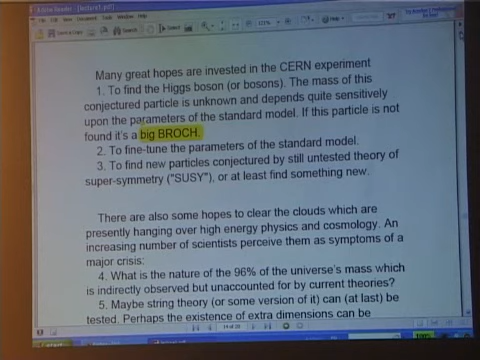 Adobe Reader - [lecture1.pdf]
Many great hopes are invested in the CERN experiment
1. To find the Higgs boson (or bosons). The mass of this
conjectured particle is unknown and depends quite sensitively
upon the parameters of the standard model. If this particle is not
found it's a big BROCH.
2. To fine-tune the parameters of the standard model.
3. To find new particles conjectured by still untested theory of
super-symmetry ("SUSY"), or at least find something new.
There are also some hopes to clear the clouds which are
presently hanging over high energy physics and cosmology. An
increasing number of scientists perceive them as symptoms of a
major crisis:
4. What is the nature of the 96% of the universe's mass which
is indirectly observed but unaccounted for by current theories?
5. Maybe string theory (or some version of it) can (at last) be
tested. Perhaps the existence of extra dimensions can be